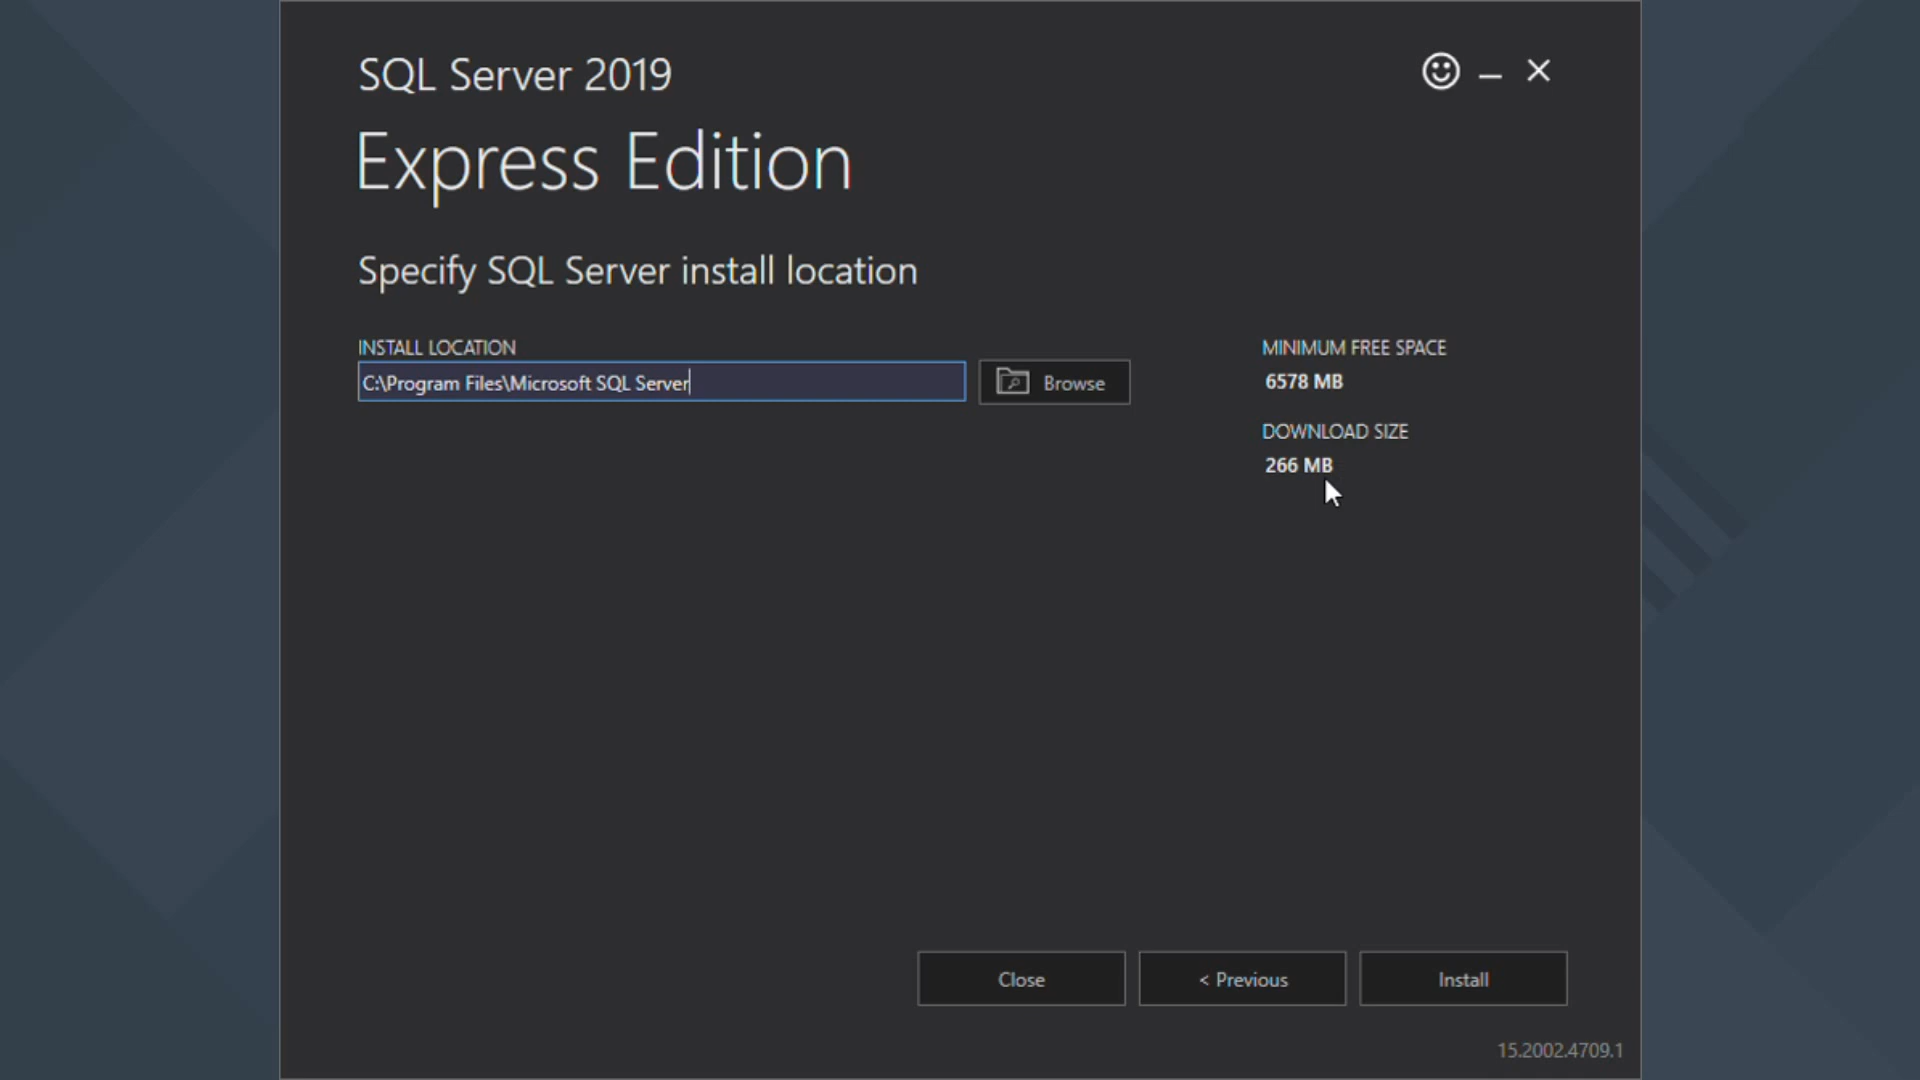 SQL Server 2019
Express Edition
Specify SQL Server install location
INSTALL LOCATION
C:\Program Files\Microsoft SQL Server
Browse
MINIMUM FREE SPACE
6578 MB
DOWNLOAD SIZE
266 MB
Close
< Previous
Install
15.2002.4709.1